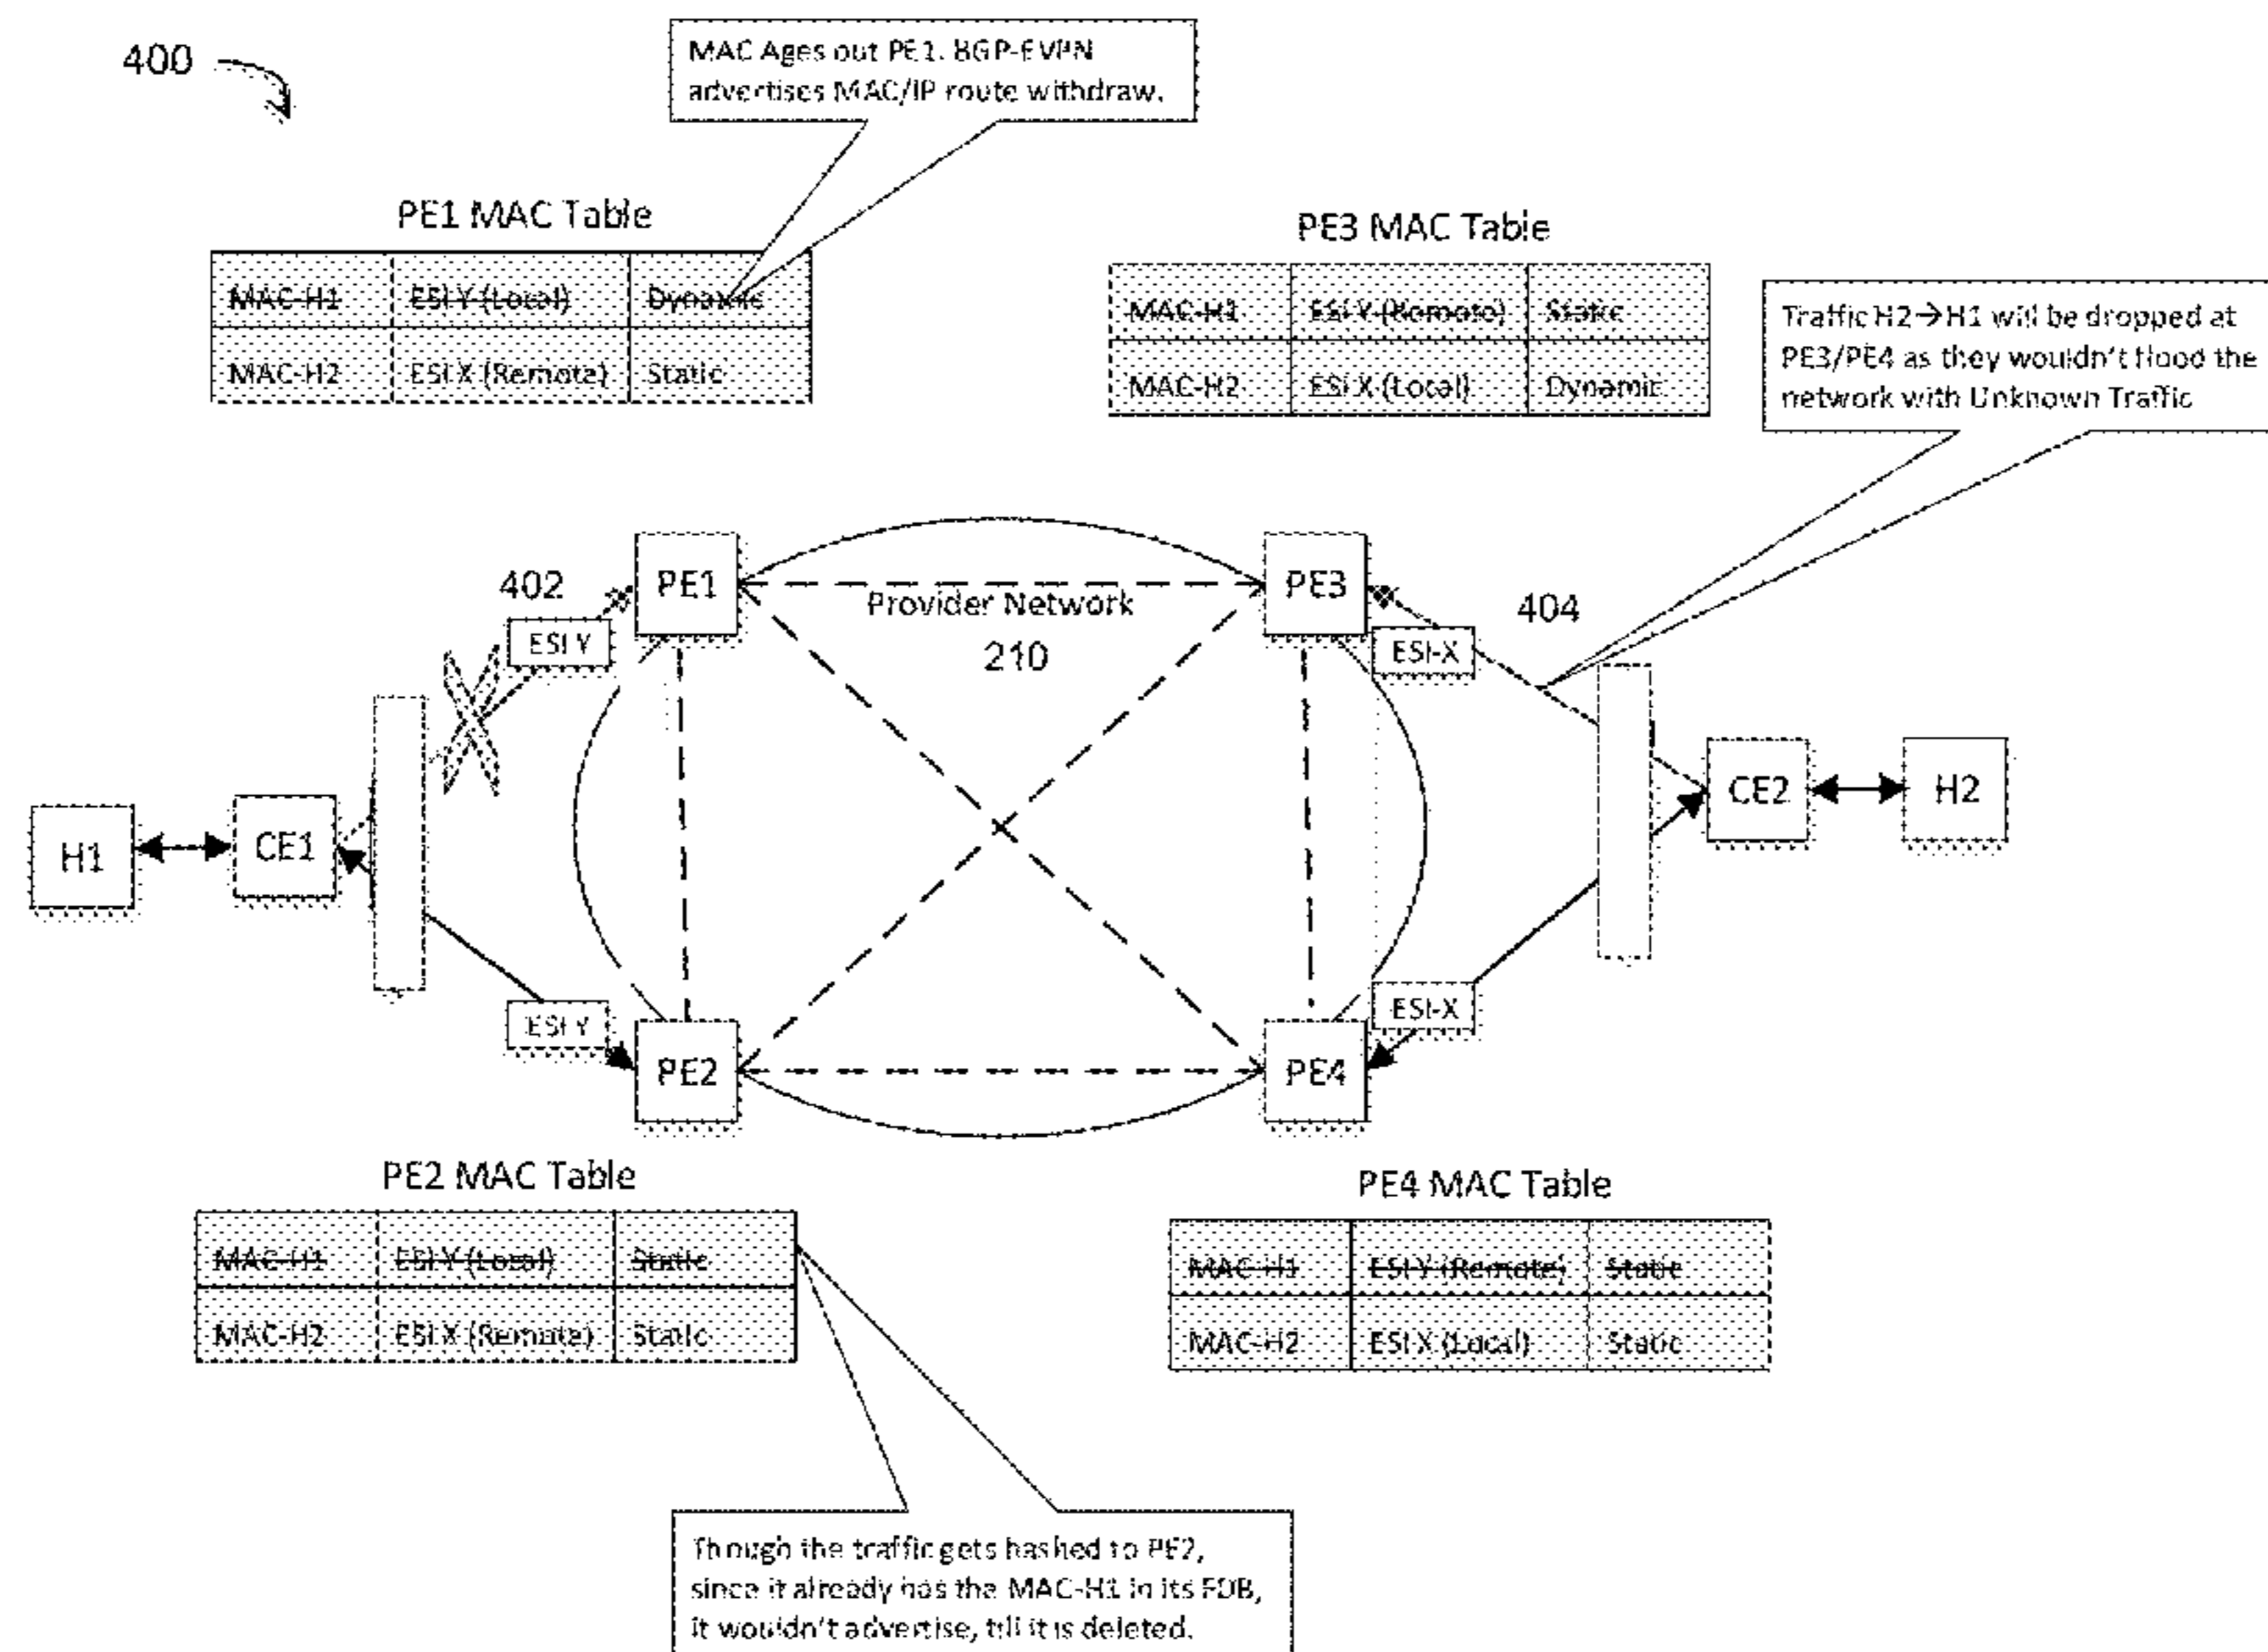 400
MAC Ages out PE1. BGP-EVPN
advertises MAC/IP route withdraw.
PE1 MAC Table
MAC-H1 ESI Y (Local) Dynamic
MAC-H2 ESI X (Remote) Static
PE3 MAC Table
MAC-H1 ESI Y (Remote) Static
MAC-H2 ESI X (Local) Dynamic
Traffic H2→H1 will be dropped at
PE3/PE4 as they wouldn't flood the
network with Unknown Traffic
402
PE1
ESI Y
Provider Network
210
PE3
ESI-X
404
H1
CE1
CE2
H2
ESI Y
PE2
PE4
ESI-X
PE2 MAC Table
MAC-H1 ESI Y (Local) Static
MAC-H2 ESI X (Remote) Static
PE4 MAC Table
MAC-H1 ESI Y (Remote) Static
MAC-H2 ESI X (Local) Static
Though the traffic gets hashed to PE2,
since it already has the MAC-H1 in its FDB,
it wouldn't advertise, till it is deleted.